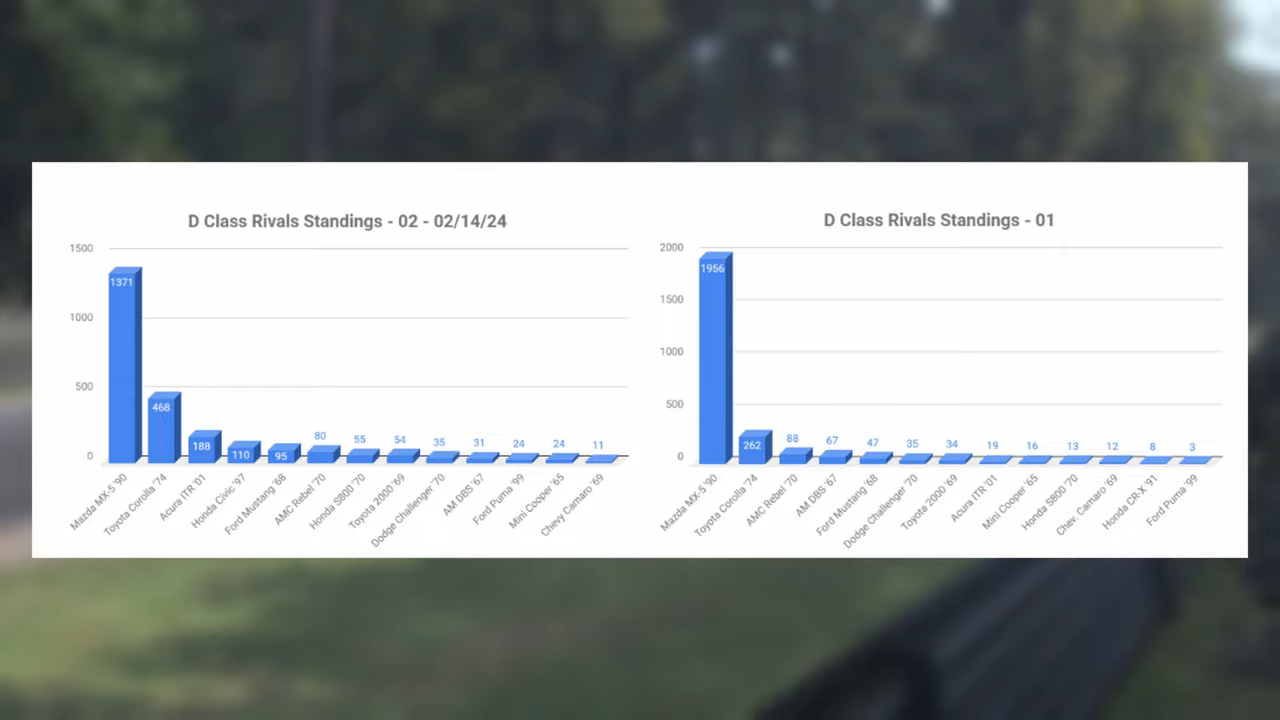 D Class Rivals Standings - 02 - 02/14/24
1500
1000
500
0
1371
468
188
110
95
80
55
54
35
31
24
24
11
Mazda MX-5 '90
Toyota Corolla '74
Acura ITR '01
Honda Civic '97
Ford Mustang '68
AMC Rebel '70
Honda S800 '70
Toyota 2000 '69
Dodge Challenger '70
AM DBS '67
Ford Puma '99
Mini Cooper '65
Chevy Camaro '69
D Class Rivals Standings - 01
2000
1500
1000
500
0
1956
262
88
67
47
35
34
19
16
13
12
8
3
Mazda MX-5 '90
Toyota Corolla '74
AMC Rebel '70
AM DBS '67
Ford Mustang '68
Dodge Challenger '70
Toyota 2000 '69
Acura ITR '01
Mini Cooper '65
Honda S800 '70
Chev. Camaro '69
Honda CR-X '91
Ford Puma '99